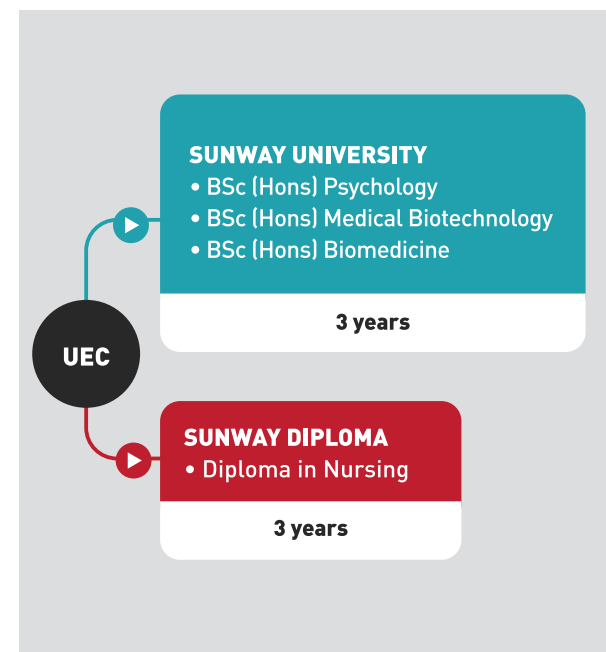 SUNWAY UNIVERSITY
• BSc (Hons) Psychology
• BSc (Hons) Medical Biotechnology
• BSc (Hons) Biomedicine
3 years
UEC
SUNWAY DIPLOMA
• Diploma in Nursing
3 years